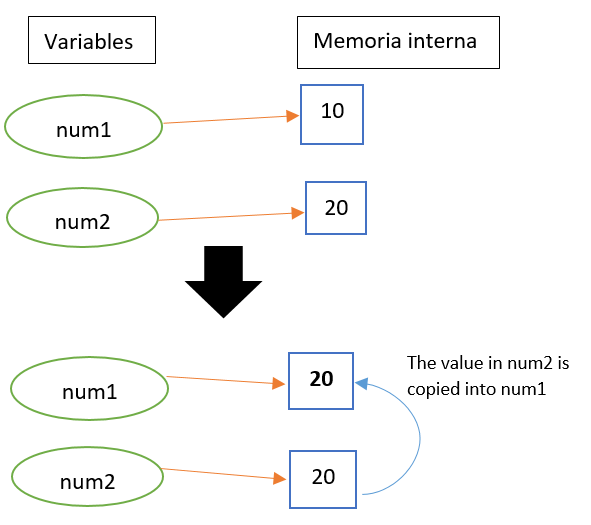 Variables
Memoria interna
num1
10
num2
20
num1
20
The value in num2 is
copied into num1
num2
20